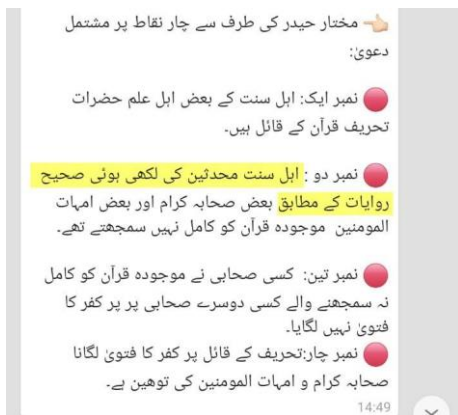 👈 مختار حیدر کی طرف سے چار نقاط پر مشتمل
دعویٰ:
🔴 نمبر ایک: اہل سنت کے بعض اہل علم حضرات
تحریف قرآن کے قائل ہیں۔
🔴 نمبر دو : اہل سنت محدثین کی لکھی ہوئی صحیح
روایات کے مطابق بعض صحابہ کرام اور بعض امہات
المومنین موجودہ قرآن کو کامل نہیں سمجھتے تھے۔
🔴 نمبر تین: کسی صحابی نے موجودہ قرآن کو کامل
نہ سمجھنے والے کسی دوسرے صحابی پر پر کفر کا
فتویٰ نہیں لگایا۔
🔴 نمبر چار:تحریف کے قائل پر کفر کا فتویٰ لگانا
صحابہ کرام و امہات المومنین کی توھین ہے۔
14:49